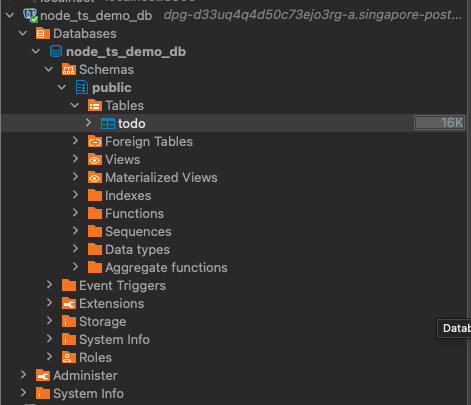 node_ts_demo_db dpg-d33uq4q4d50c73ejo3rg-a.singapore-post...
Databases
node_ts_demo_db
Schemas
public
Tables
todo 16K
Foreign Tables
Views
Materialized Views
Indexes
Functions
Sequences
Data types
Aggregate functions
Event Triggers
Extensions
Storage
Datab
System Info
Roles
Administer
System Info